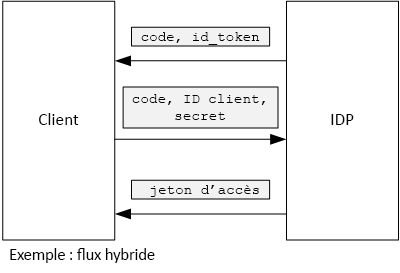 code, id_token
code, ID client,
secret
Client
IDP
jeton d’accès
Exemple : flux hybride